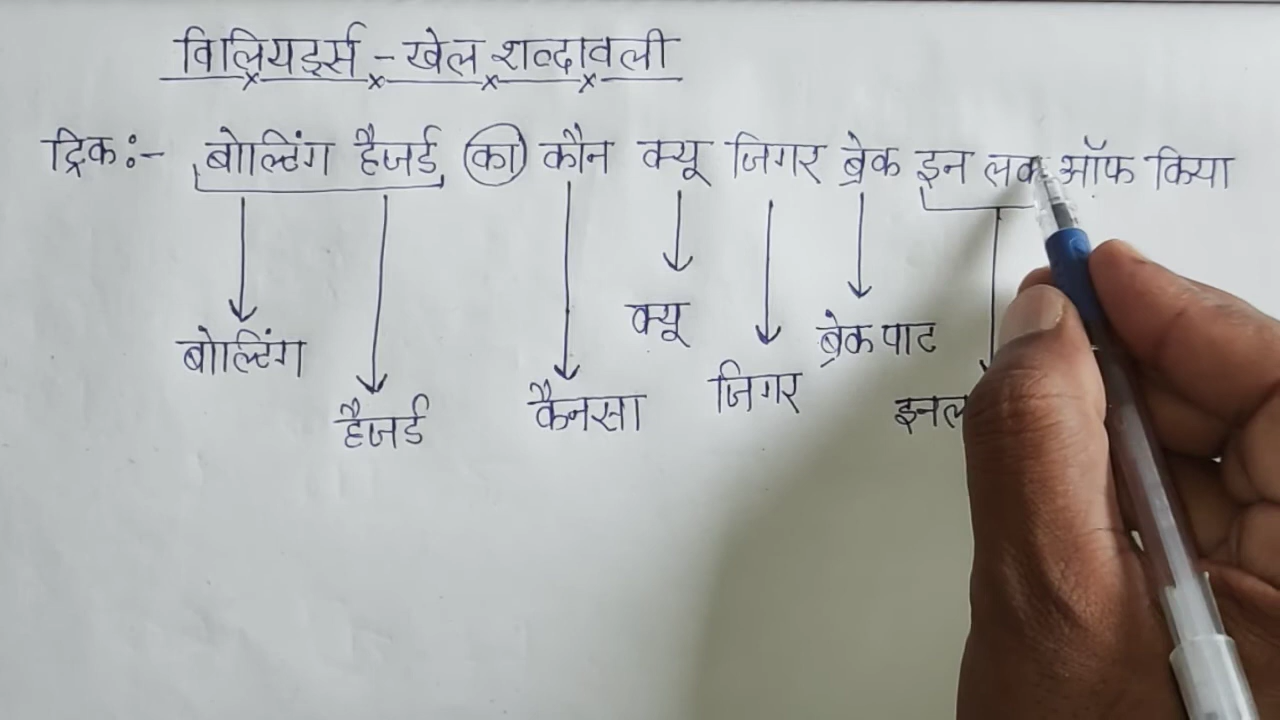 विलियर्ड्स - खेल शब्दावली
ट्रिक :- बोल्टिंग हैजर्ड का कौन क्यू जिगर ब्रेक इन लक ऑफ किया
क्यू
बोल्टिंग ब्रेक पाट
हैजर्ड कैनसा जिगर